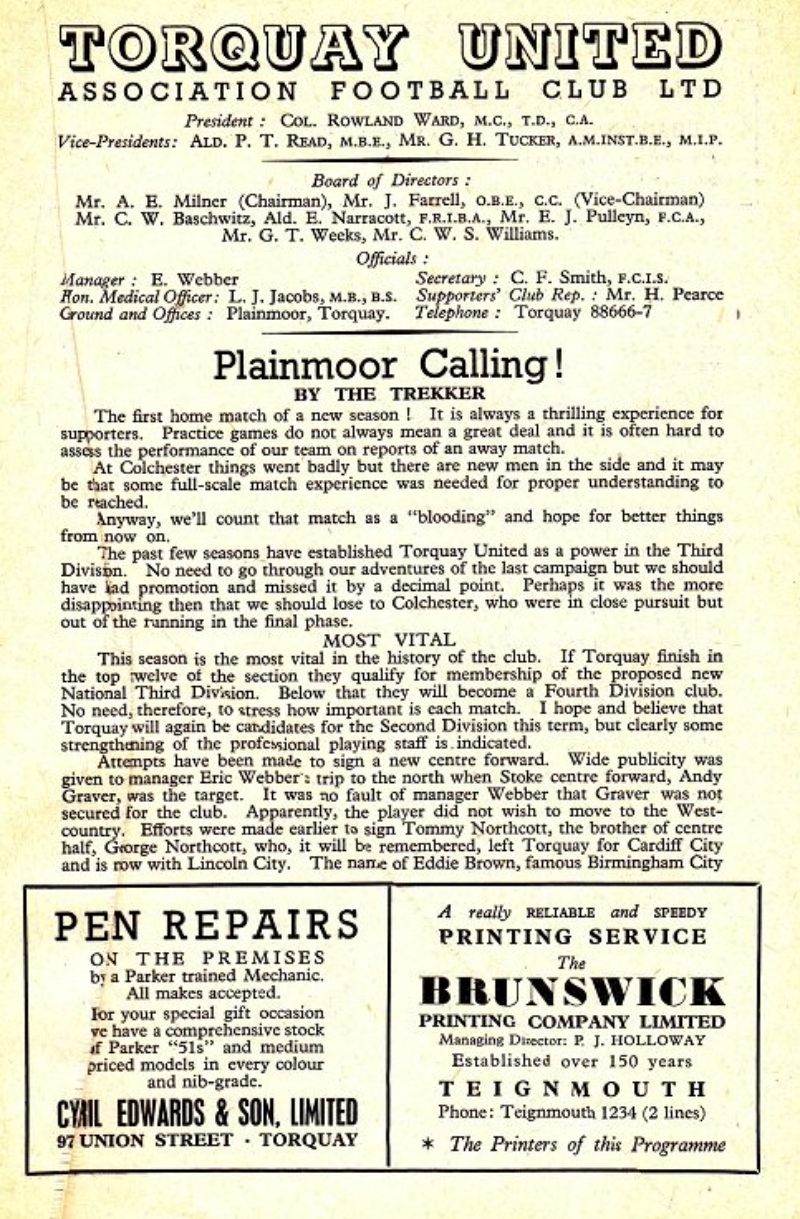 TORQUAY UNITED
ASSOCIATION FOOTBALL CLUB LTD
President : COL. ROWLAND WARD, M.C., T.D., C.A.
Vice-Presidents: ALD. P. T. READ, M.B.E., MR. G. H. TUCKER, A.M.INST.B.E., M.I.P.
Board of Directors :
Mr. A. E. Milner (Chairman), Mr. J. Farrell, O.B.E., C.C. (Vice-Chairman)
Mr. C. W. Baschwitz, Ald. E. Narracott, F.R.I.B.A., Mr. E. J. Pulleyn, F.C.A.,
Mr. G. T. Weeks, Mr. C. W. S. Williams.
Officials :
Manager : E. Webber Secretary : C. F. Smith, F.C.I.S.
Hon. Medical Officer: L. J. Jacobs, M.B., B.S. Supporters' Club Rep. : Mr. H. Pearce
Ground and Offices : Plainmoor, Torquay. Telephone : Torquay 88666-7
Plainmoor Calling!
BY THE TREKKER
The first home match of a new season ! It is always a thrilling experience for
supporters. Practice games do not always mean a great deal and it is often hard to
assess the performance of our team on reports of an away match.
At Colchester things went badly but there are new men in the side and it may
be that some full-scale match experience was needed for proper understanding to
be reached.
Anyway, we'll count that match as a "blooding" and hope for better things
from now on.
The past few seasons have established Torquay United as a power in the Third
Division. No need to go through our adventures of the last campaign but we should
have had promotion and missed it by a decimal point. Perhaps it was the more
disappointing then that we should lose to Colchester, who were in close pursuit but
out of the running in the final phase.
MOST VITAL
This season is the most vital in the history of the club. If Torquay finish in
the top twelve of the section they qualify for membership of the proposed new
National Third Division. Below that they will become a Fourth Division club.
No need, therefore, to stress how important is each match. I hope and believe that
Torquay will again be candidates for the Second Division this term, but clearly some
strengthening of the professional playing staff is indicated.
Attempts have been made to sign a new centre forward. Wide publicity was
given to manager Eric Webber's trip to the north when Stoke centre forward, Andy
Graver, was the target. It was no fault of manager Webber that Graver was not
secured for the club. Apparently, the player did not wish to move to the West-
country. Efforts were made earlier to sign Tommy Northcott, the brother of centre
half, George Northcott, who, it will be remembered, left Torquay for Cardiff City
and is now with Lincoln City. The name of Eddie Brown, famous Birmingham City
PEN REPAIRS
ON THE PREMISES
by a Parker trained Mechanic.
All makes accepted.
For your special gift occasion
we have a comprehensive stock
of Parker "51s" and medium
priced models in every colour
and nib-grade.
CYRIL EDWARDS & SON, LIMITED
97 UNION STREET · TORQUAY
A really RELIABLE and SPEEDY
PRINTING SERVICE
The
BRUNSWICK
PRINTING COMPANY LIMITED
Managing Director: P. J. HOLLOWAY
Established over 150 years
TEIGNMOUTH
Phone: Teignmouth 1234 (2 lines)
* The Printers of this Programme